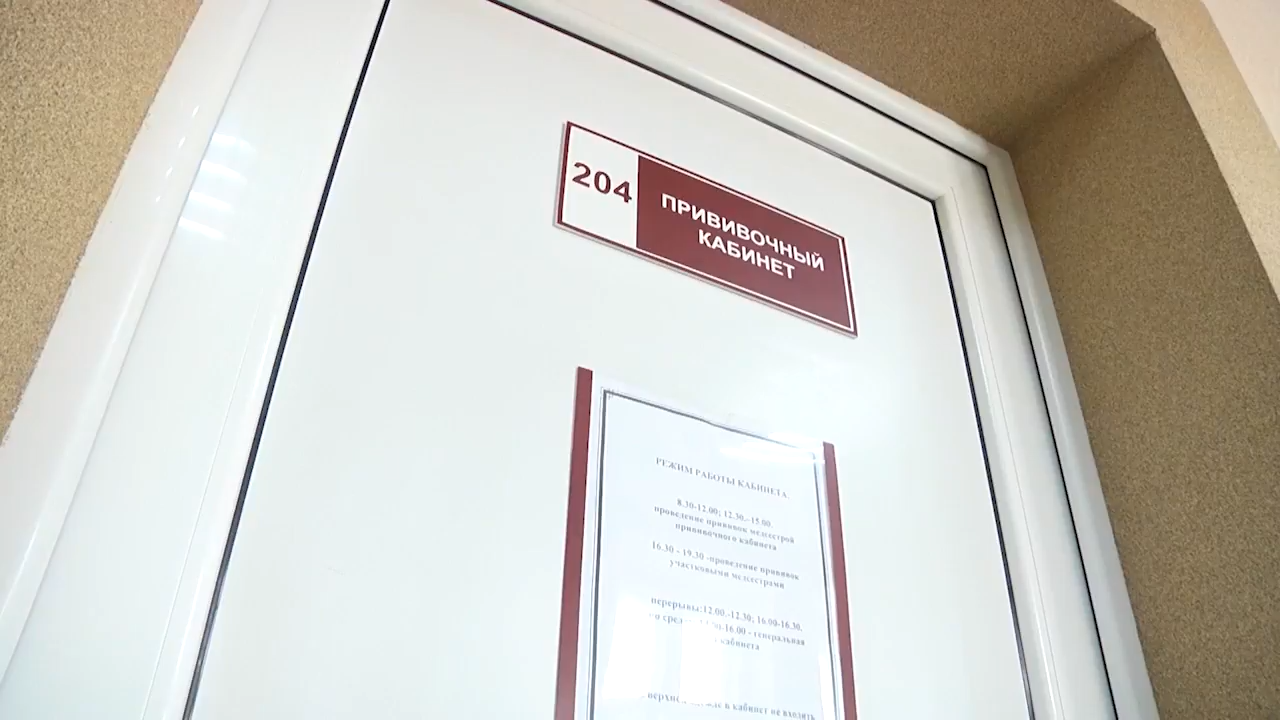 204
ПРИВИВОЧНЫЙ
КАБИНЕТ
РЕЖИМ РАБОТЫ КАБИНЕТА
8.30-12.00; 12.30.-15.00.
проведение прививок медсестрой
прививочного кабинета
16.30 - 19.30 -проведение прививок
участковыми медсестрами
перерывы:12.00.-12.30; 16.00-16.30.
-16.00 - генеральная
кабинета
в кабинет не входить